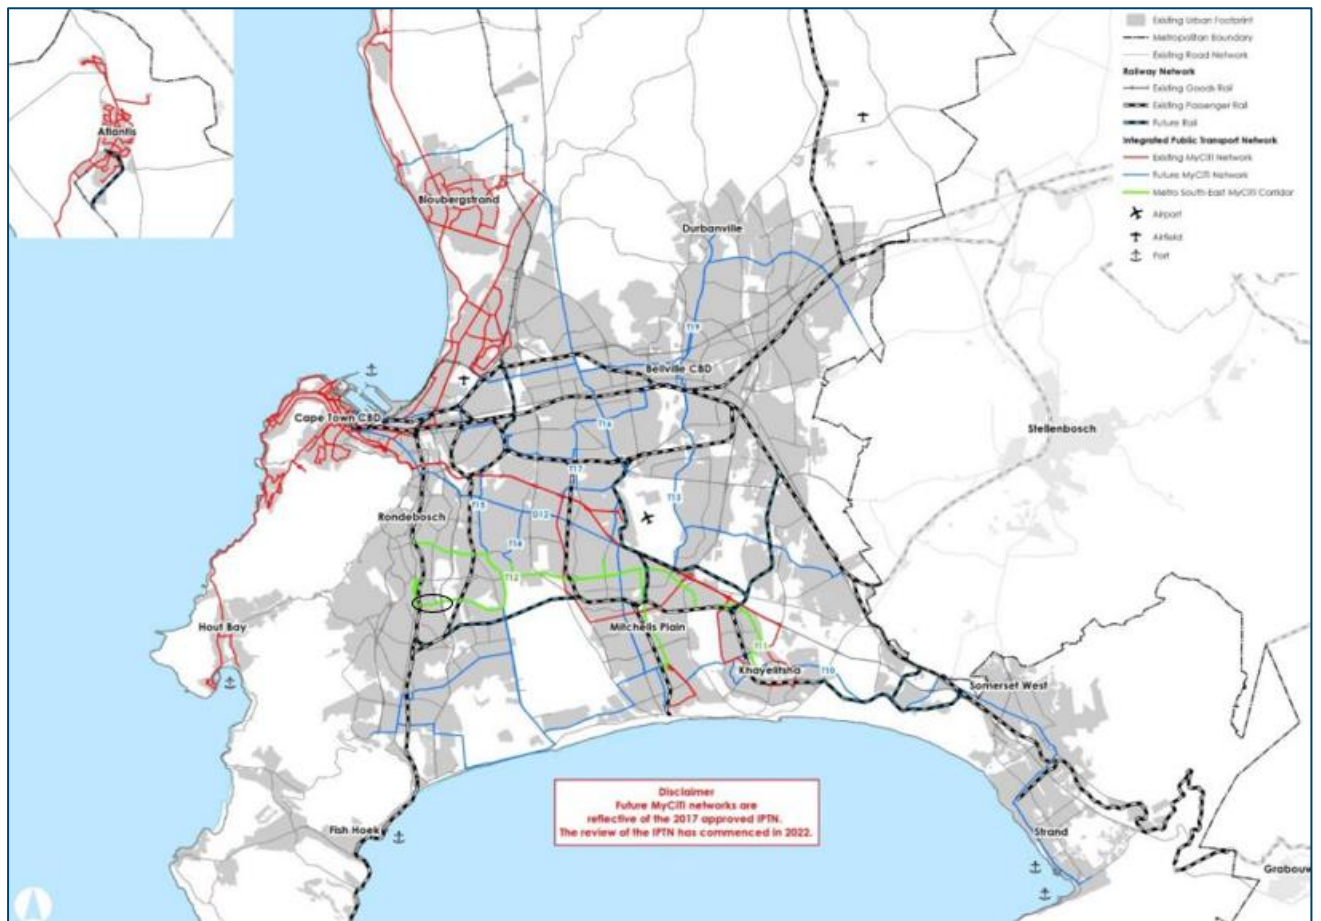 Existing Urban Footprint
Metropolitan Boundary
Existing Road Network
Railway Network
Existing Goods Rail
Existing Passenger Rail
Future Rail
Integrated Public Transport Network
Existing MyCiti Network
Future MyCiti Network
Metro South-East MyCiti Corridor
Airport
Airfield
Port
Atlantis
Bloubergstrand
Durbanville
T19
Bellville CBD
Cape Town CBD
T16
Stellenbosch
T17
T13
T15
D12
Rondebosch
T14
T12
Hout Bay
Mitchells Plain
T11
Khayelitsha
T10
Somerset West
Disclaimer
Future MyCiti networks are
reflective of the 2017 approved IPTN.
The review of the IPTN has commenced in 2022.
Fish Hoek
Strand
Grabouw